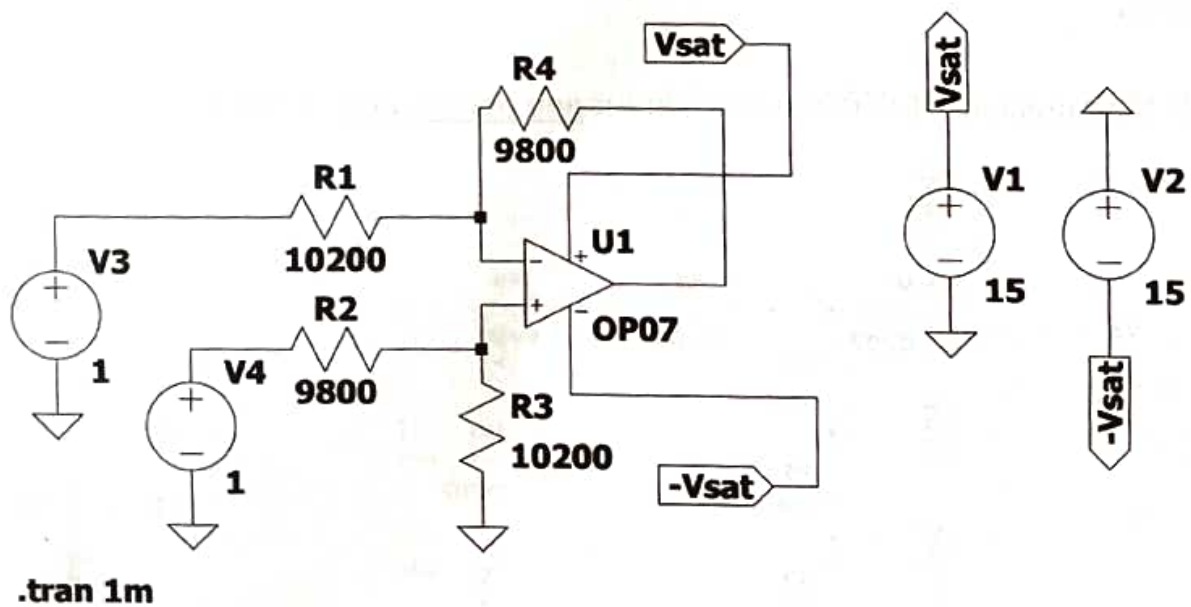 Vsat
R4
9800
R1
10200
V3
1
R2
9800
V4
1
U1
OP07
R3
10200
-Vsat
Vsat
V1
15
V2
15
-Vsat
.tran 1m